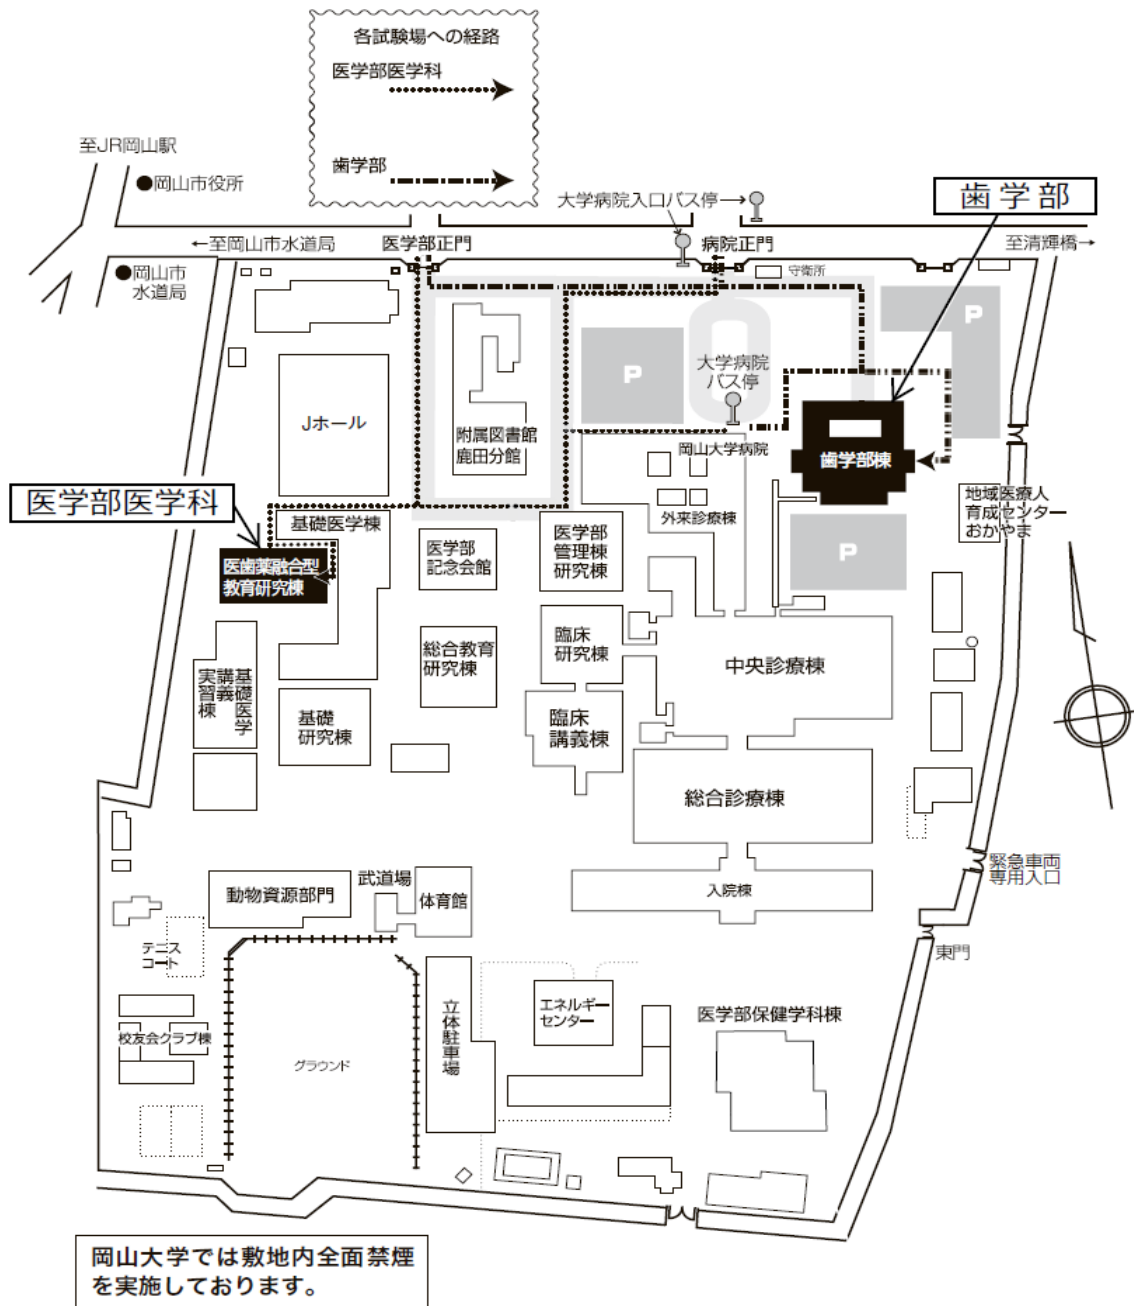 各試験場への経路
医学部医学科
歯学部
至JR岡山駅
●岡山市役所
大学病院入口バス停→
歯学部
←至岡山市水道局
医学部正門
病院正門
至清輝橋→
●岡山市
水道局
守衛所
P
P
大学病院
バス停
Jホール
附属図書館
鹿田分館
岡山大学病院
歯学部棟
医学部医学科
基礎医学棟
外来診療棟
地域医療人
育成センター
おかやま
医歯薬融合型
教育研究棟
医学部
記念会館
医学部
管理棟
研究棟
P
総合教育
研究棟
臨床
研究棟
中央診療棟
基礎医学
講義
実習棟
基礎
研究棟
臨床
講義棟
総合診療棟
緊急車両
専用入口
動物資源部門
武道場
体育館
入院棟
東門
テニス
コート
校友会クラブ棟
グラウンド
立体駐車場
エネルギー
センター
医学部保健学科棟
岡山大学では敷地内全面禁煙
を実施しております。